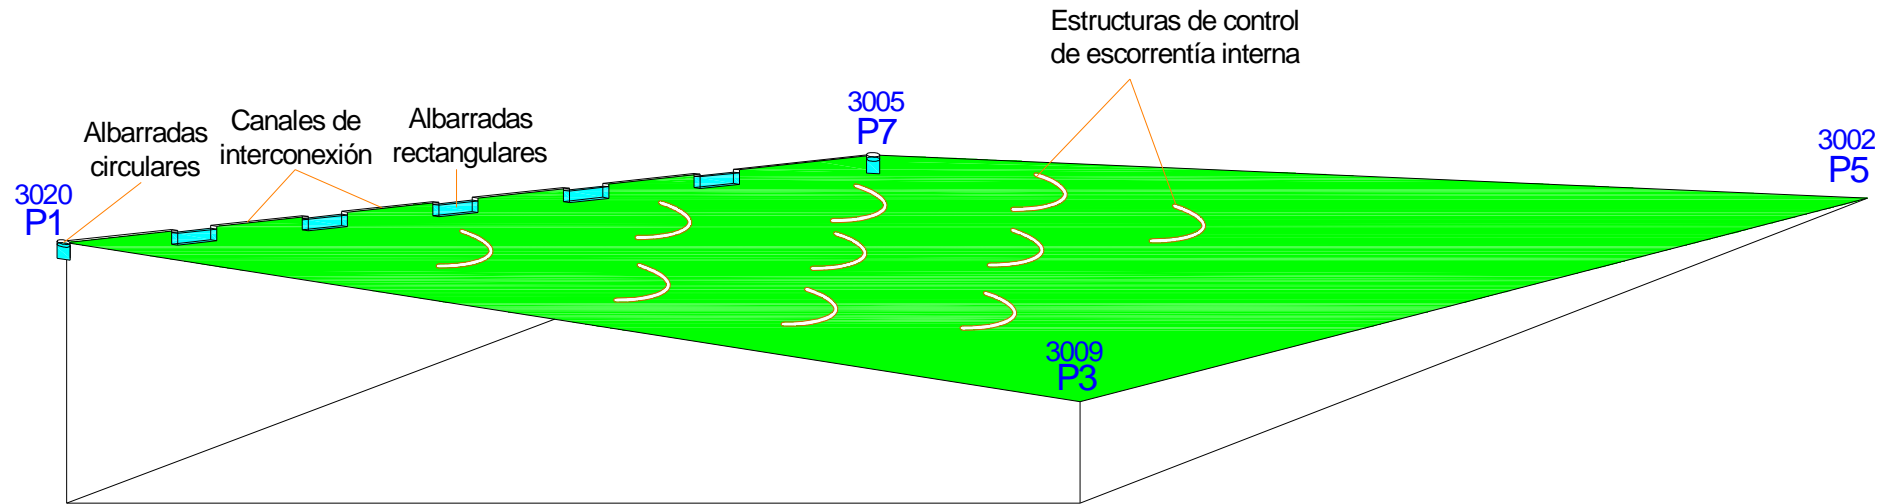 Estructuras de control
de escorrentía interna
Albarradas
circulares
Canales de
interconexión
Albarradas
rectangulares
3005
P7
3002
P5
3020
P1
3009
P3